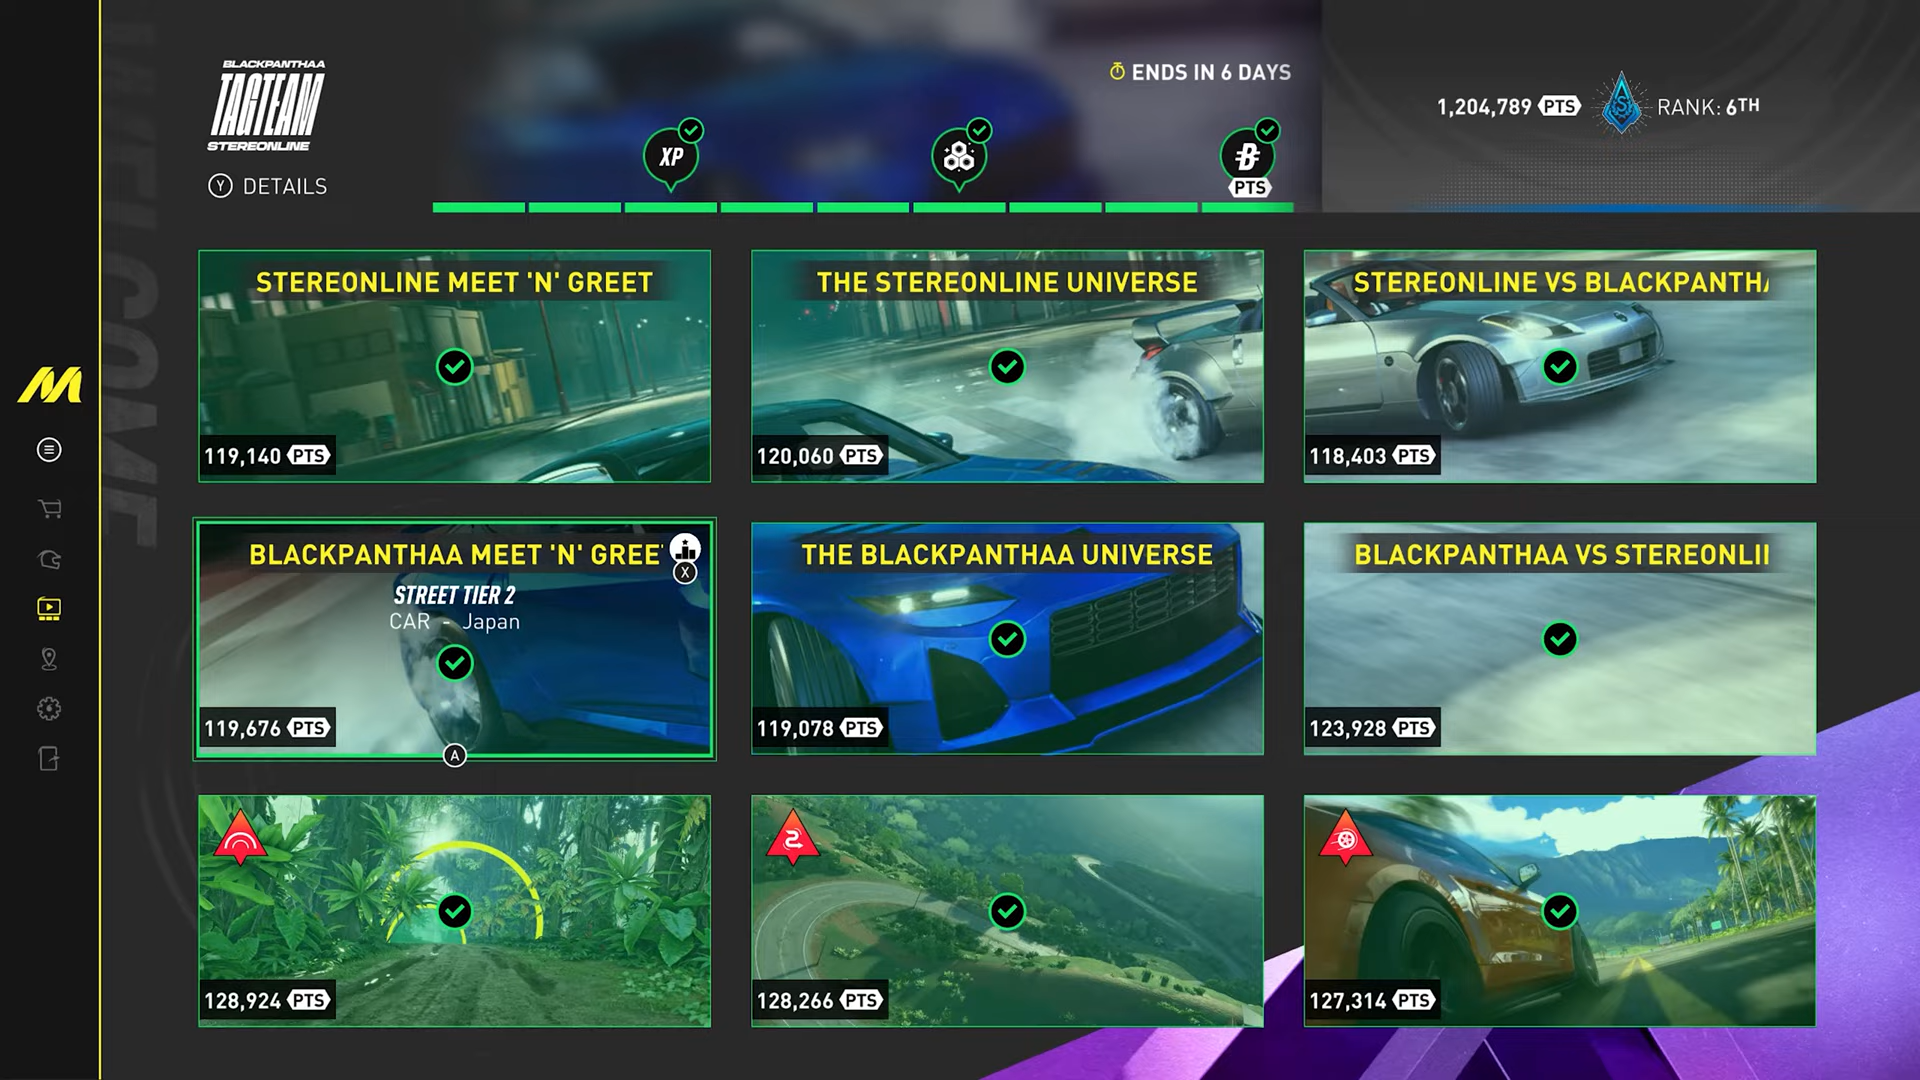 BLACKPANTHAA
TAGTEAM
STEREONLINE
Y DETAILS
ENDS IN 6 DAYS
XP
PTS
1,204,789 PTS
RANK: 6TH
WELCOME
STEREONLINE MEET 'N' GREET
119,140 PTS
THE STEREONLINE UNIVERSE
120,060 PTS
STEREONLINE VS BLACKPANTHA
118,403 PTS
BLACKPANTHAA MEET 'N' GREE
X
STREET TIER 2
CAR - Japan
119,676 PTS
A
THE BLACKPANTHAA UNIVERSE
119,078 PTS
BLACKPANTHAA VS STEREONLI
123,928 PTS
128,924 PTS
128,266 PTS
127,314 PTS